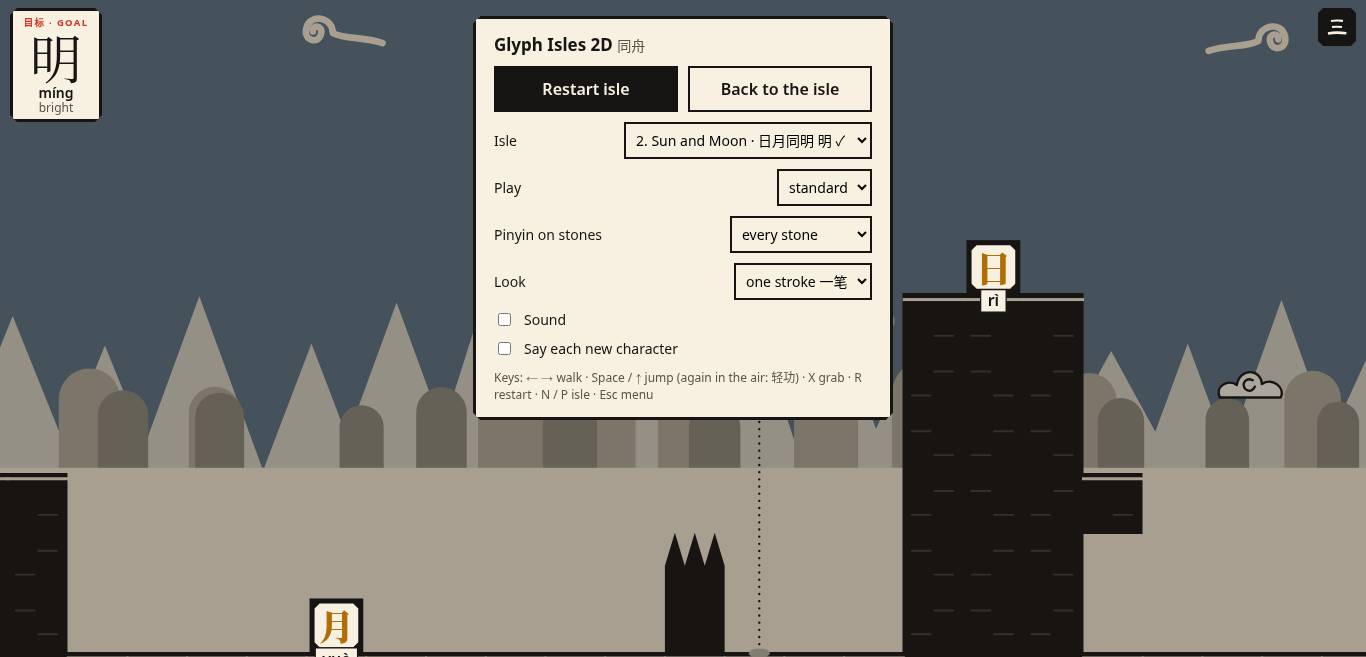 目标 · GOAL
明
míng
bright
三
Glyph Isles 2D 同舟
Restart isle
Back to the isle
Isle
2. Sun and Moon · 日月同明 明 ✓
Play
standard
Pinyin on stones
every stone
Look
one stroke 一笔
Sound
Say each new character
Keys: ← → walk · Space / ↑ jump (again in the air: 轻功) · X grab · R
restart · N / P isle · Esc menu
日
rì
月